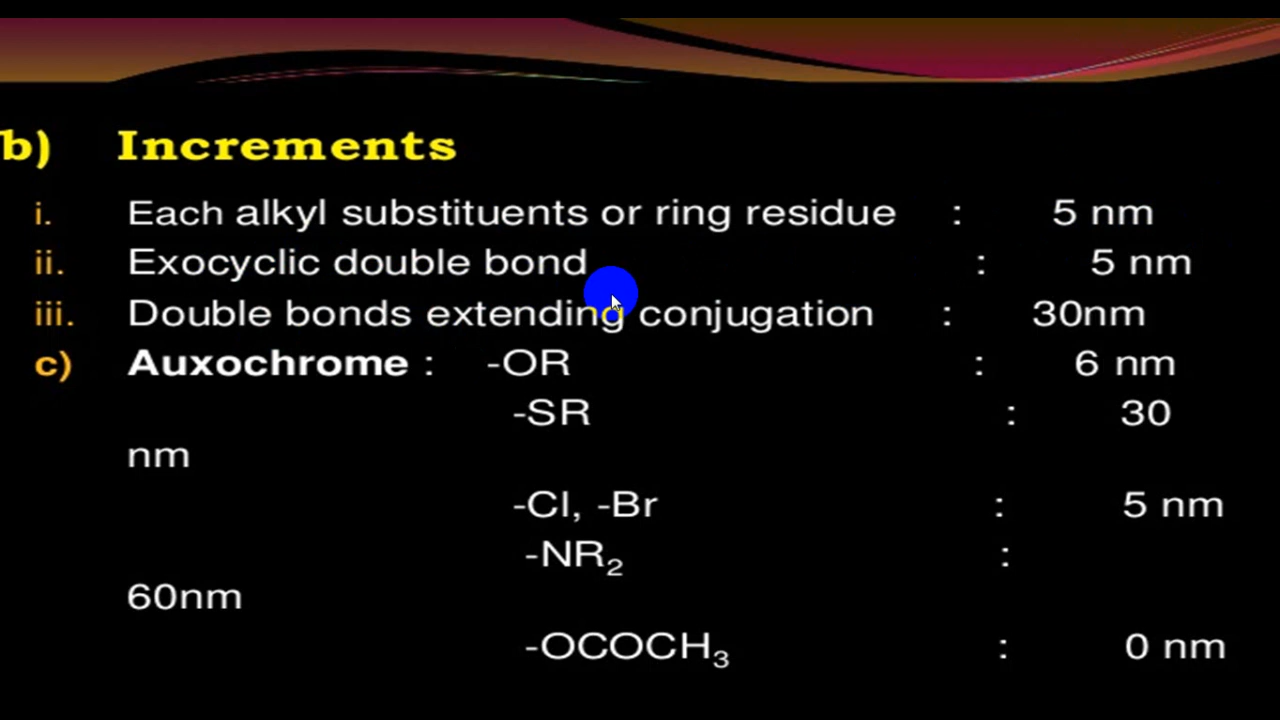 b) Increments
i. Each alkyl substituents or ring residue : 5 nm
ii. Exocyclic double bond : 5 nm
iii. Double bonds extending conjugation : 30nm
c) Auxochrome : -OR : 6 nm
-SR : 30
nm
-Cl, -Br : 5 nm
-NR₂ :
60nm
-OCOCH₃ : 0 nm